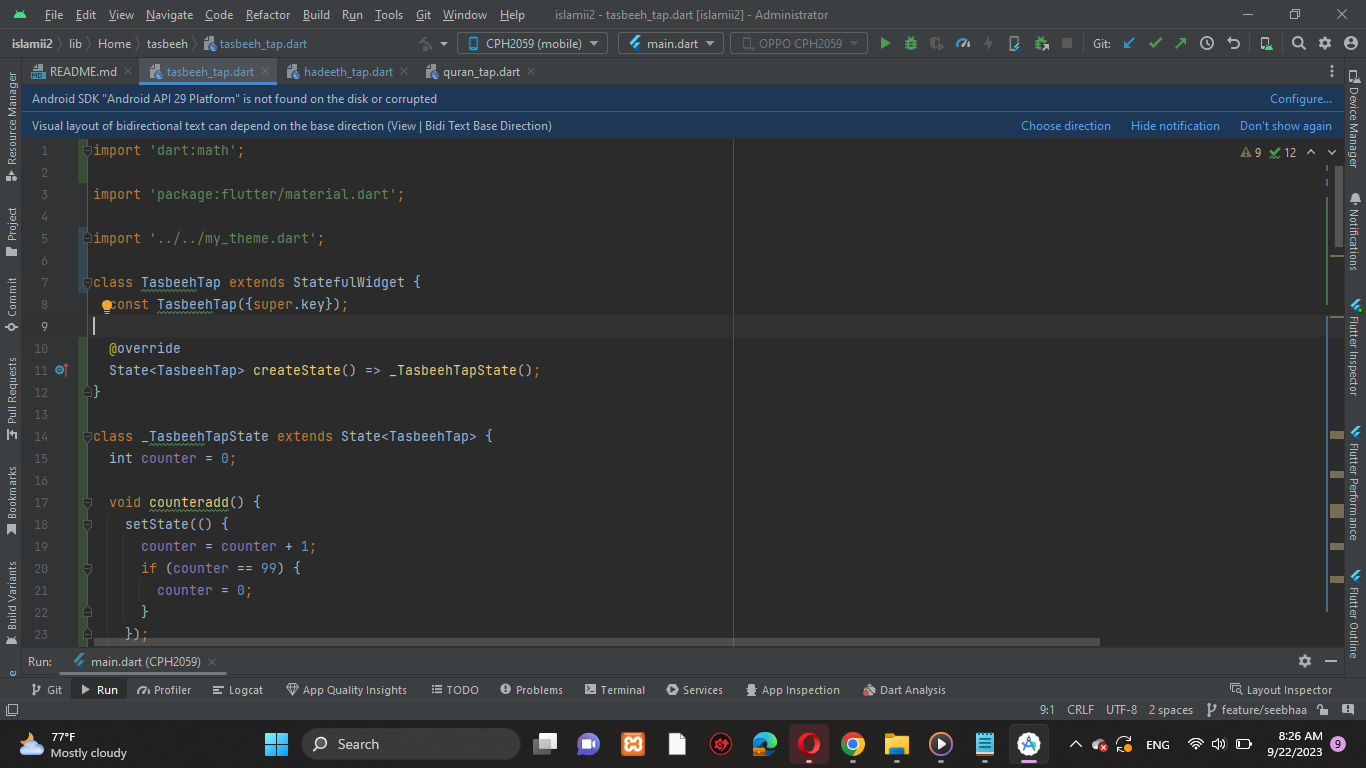 File Edit View Navigate Code Refactor Build Run Tools Git Window Help islamii2 - tasbeeh_tap.dart [islamii2] - Administrator
islamii2 lib Home tasbeeh tasbeeh_tap.dart CPH2059 (mobile) main.dart OPPO CPH2059 Git:
README.md tasbeeh_tap.dart hadeeth_tap.dart quran_tap.dart
Android SDK "Android API 29 Platform" is not found on the disk or corrupted Configure...
Visual layout of bidirectional text can depend on the base direction (View | Bidi Text Base Direction) Choose direction Hide notification Don't show again
9 12
1 import 'dart:math';
2
3 import 'package:flutter/material.dart';
4
5 import '../../my_theme.dart';
6
7 class TasbeehTap extends StatefulWidget {
8 const TasbeehTap({super.key});
9
10 @override
11 State<TasbeehTap> createState() => _TasbeehTapState();
12 }
13
14 class _TasbeehTapState extends State<TasbeehTap> {
15 int counter = 0;
16
17 void counteradd() {
18 setState(() {
19 counter = counter + 1;
20 if (counter == 99) {
21 counter = 0;
22 }
23 });
Resource Manager
Project
Commit
Pull Requests
Bookmarks
Build Variants
Device Manager
Notifications
Flutter Inspector
Flutter Performance
Flutter Outline
Run: main.dart (CPH2059)
Git Run Profiler Logcat App Quality Insights TODO Problems Terminal Services App Inspection Dart Analysis Layout Inspector
9:1 CRLF UTF-8 2 spaces feature/seebhaa
77°F
Mostly cloudy
Search
ENG
8:26 AM
9/22/2023
9